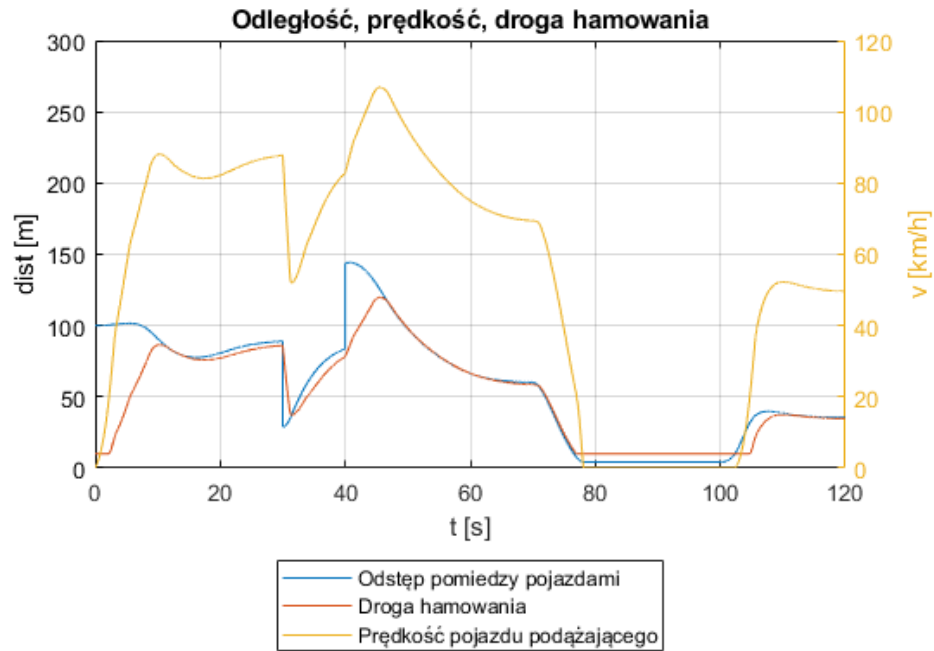 Odległość, prędkość, droga hamowania
300
250
200
150
100
50
0
dist [m]
120
100
80
60
40
20
0
v [km/h]
0 20 40 60 80 100 120
t [s]
Odstęp pomiedzy pojazdami
Droga hamowania
Prędkość pojazdu podążającego